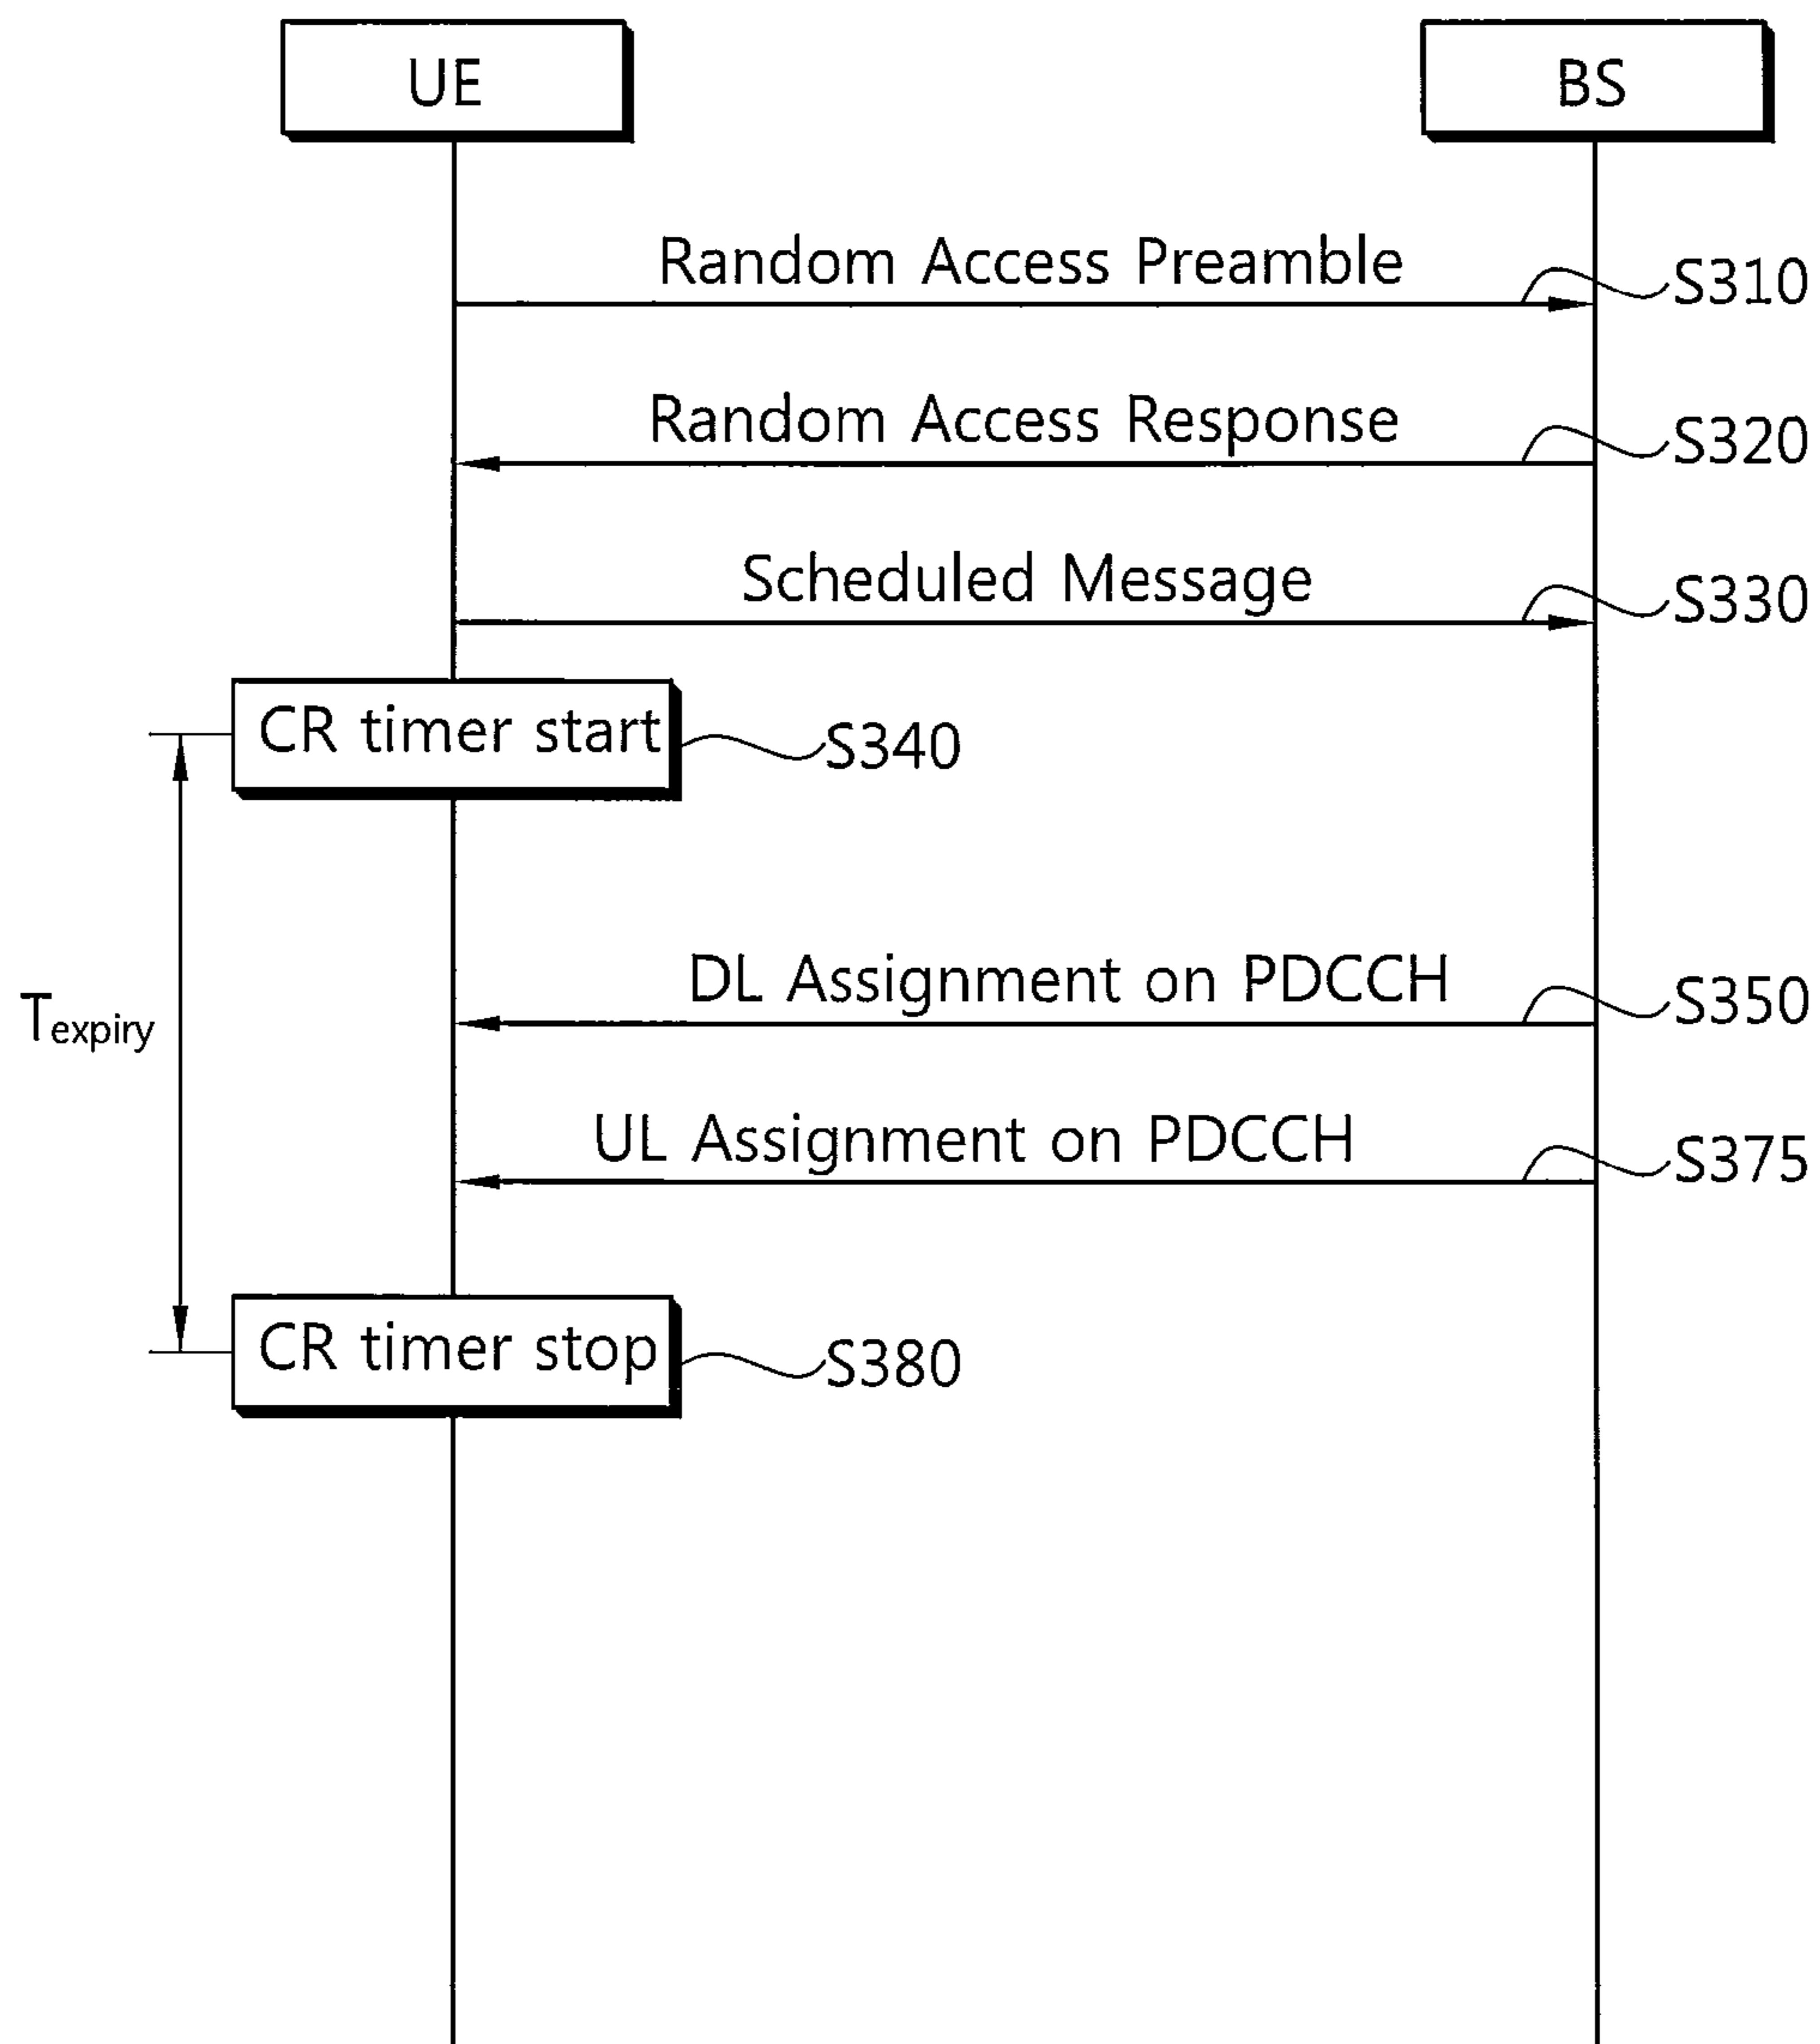 UE
BS
Random Access Preamble
S310
Random Access Response
S320
Scheduled Message
S330
CR timer start
S340
DL Assignment on PDCCH
S350
Texpiry
UL Assignment on PDCCH
S375
CR timer stop
S380